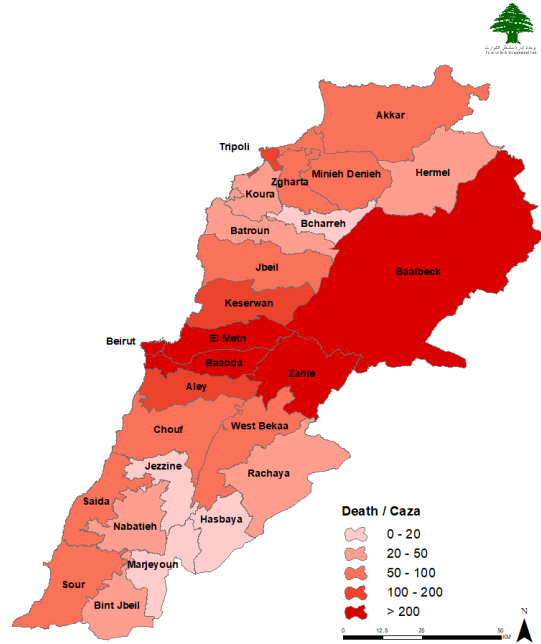 Akkar
Tripoli
Hermel
Minieh Denieh
Zgharta
Koura
Bcharreh
Batroun
Jbeil
Baalbeck
Keserwan
El Metn
Beirut
Baabda
Zahle
Aley
Chouf
West Bekaa
Jezzine
Rachaya
Saida
Hasbaya
Nabatieh
Marjeyoun
Sour
Bint Jbeil
Death / Caza
0 - 20
20 - 50
50 - 100
100 - 200
> 200
N
0 12.5 25 50
KM